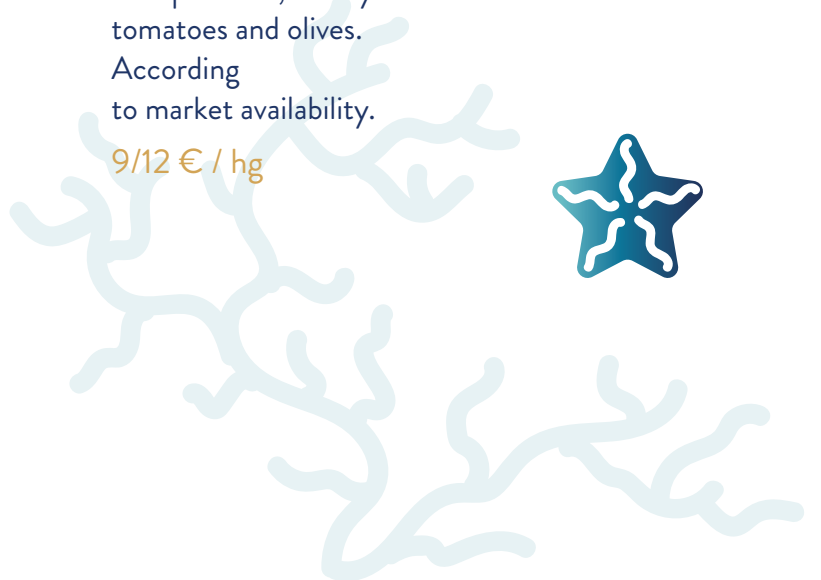 tomatoes and olives.
According
to market availability.
9/12 € / hg